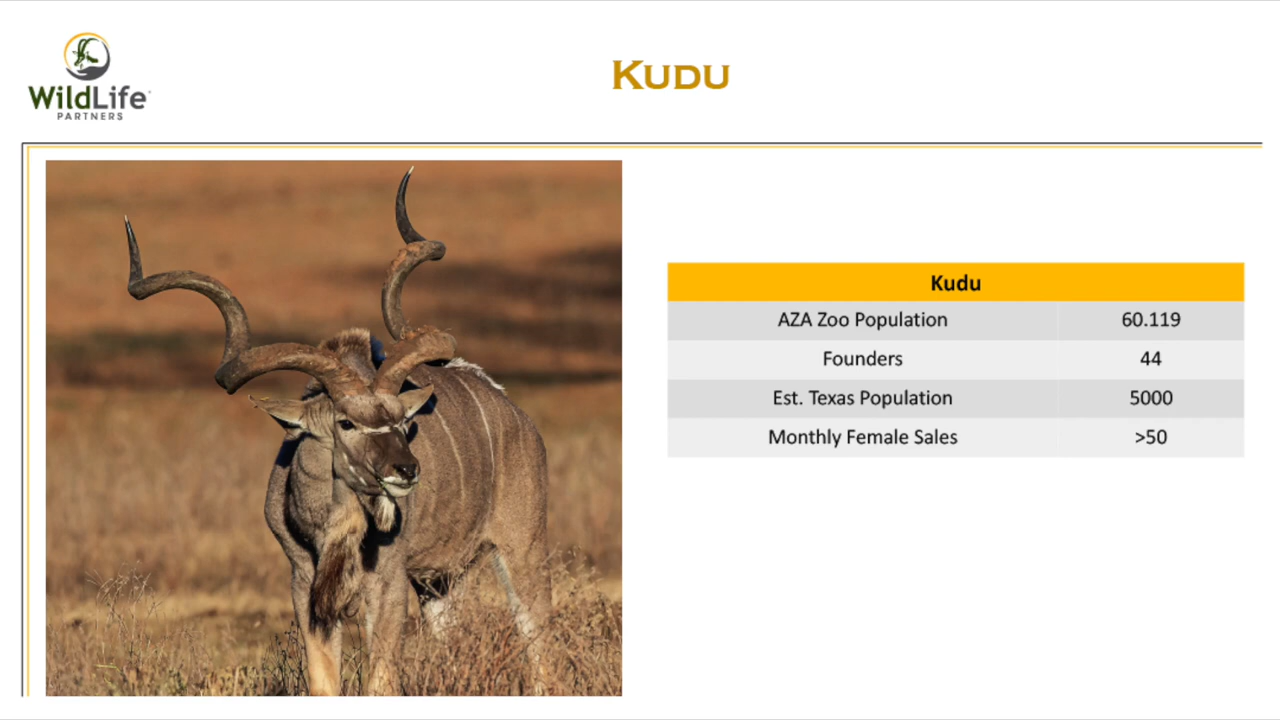 WildLife
PARTNERS
Kudu
Kudu
AZA Zoo Population 60.119
Founders 44
Est. Texas Population 5000
Monthly Female Sales >50